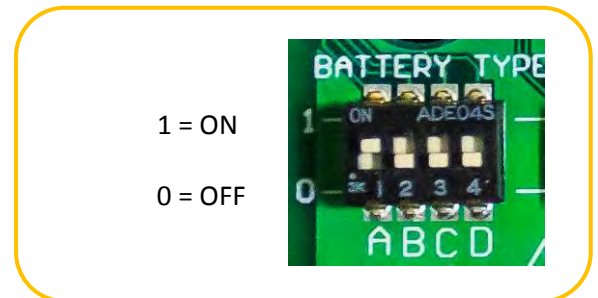 1 = ON
0 = OFF
BATTERY TYPE
1 ON ADE04S
0 1 2 3 4
A B C D